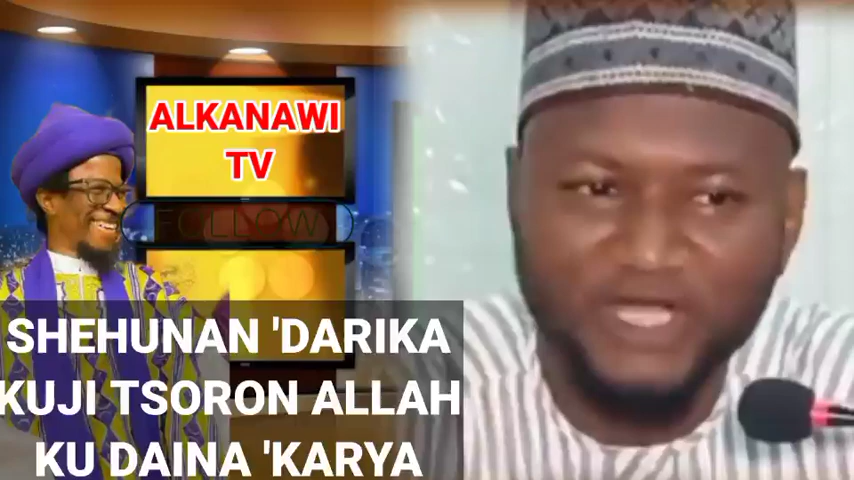 ALKANAWI
TV
FOLLOW
SHEHUNAN 'DARIKA
KUJI TSORON ALLAH
KU DAINA 'KARYA